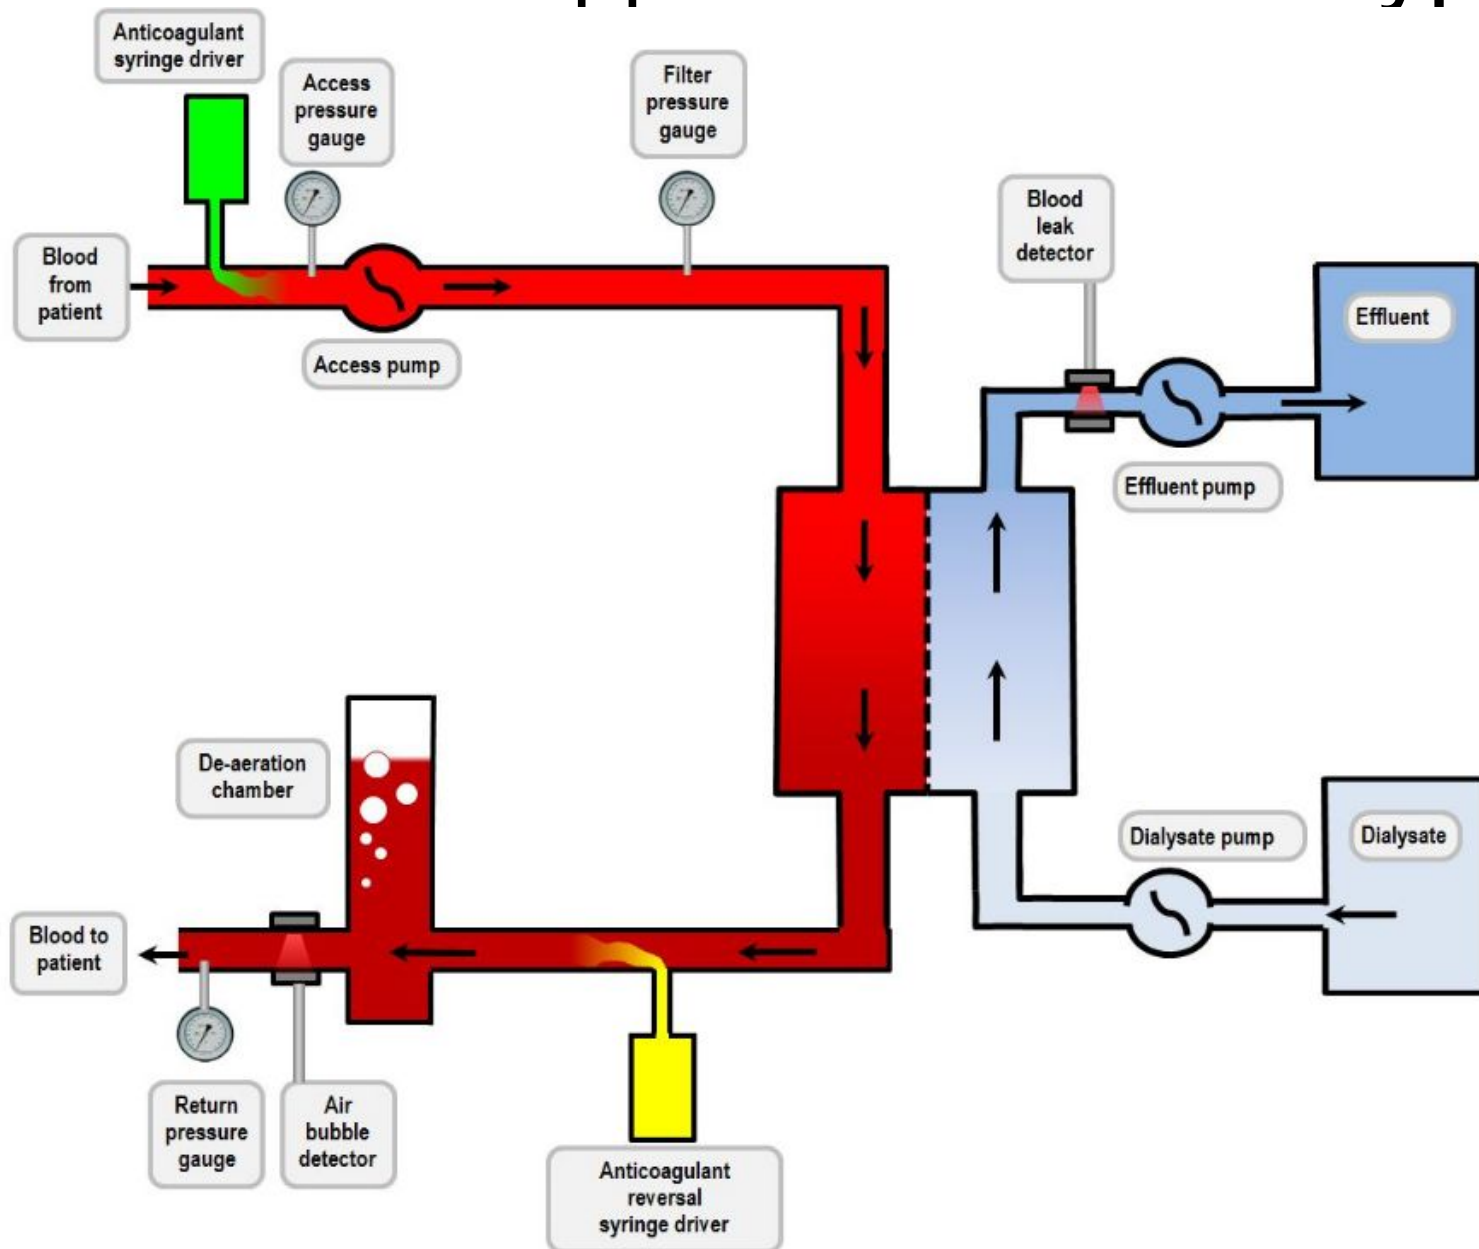 Anticoagulant
syringe driver
Access
pressure
gauge
Filter
pressure
gauge
Blood
leak
detector
Blood
from
patient
Access pump
Effluent
Effluent pump
De-aeration
chamber
Dialysate pump
Dialysate
Blood to
patient
Return
pressure
gauge
Air
bubble
detector
Anticoagulant
reversal
syringe driver